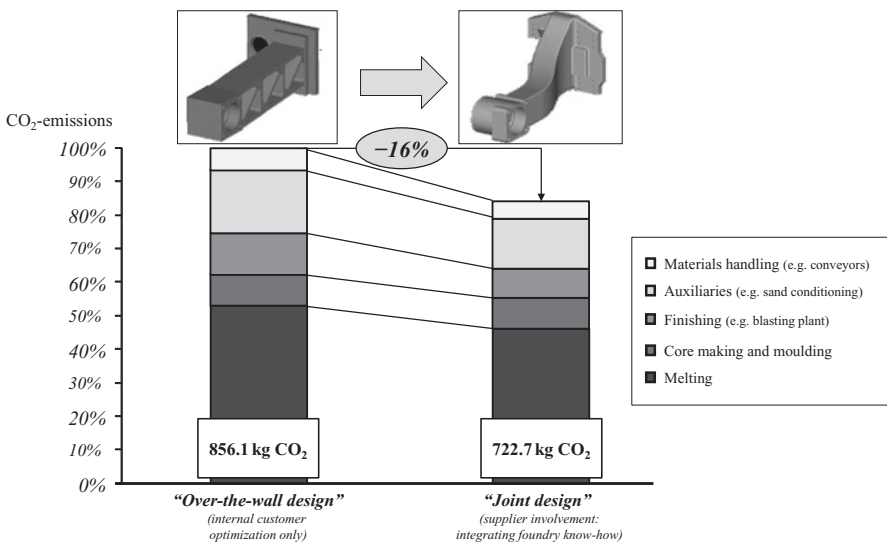 CO₂-emissions
−16%
100%
90%
80%
70%
60%
50%
40%
30%
20%
10%
0%
856.1 kg CO₂
722.7 kg CO₂
Materials handling (e.g. conveyors)
Auxiliaries (e.g. sand conditioning)
Finishing (e.g. blasting plant)
Core making and moulding
Melting
“Over-the-wall design”
(internal customer
optimization only)
“Joint design”
(supplier involvement:
integrating foundry know-how)